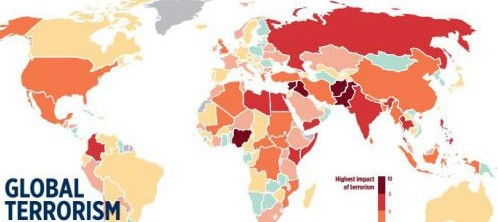 GLOBAL
TERRORISM
Highest impact
of terrorism
10